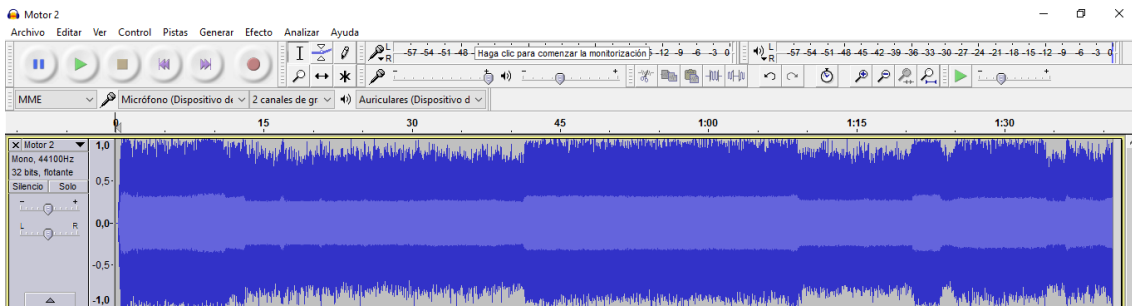 Motor 2
Archivo Editar Ver Control Pistas Generar Efecto Analizar Ayuda
L R -57 -54 -51 -48 - Haga clic para comenzar la monitorización -12 -9 -6 -3 0
L R -57 -54 -51 -48 -45 -42 -39 -36 -33 -30 -27 -24 -21 -18 -15 -12 -9 -6 -3 0
- + - + - +
MME Micrófono (Dispositivo de 2 canales de gr Auriculares (Dispositivo d
0 15 30 45 1:00 1:15 1:30
X Motor 2 1,0
Mono, 44100Hz
32 bits, flotante
Silencio Solo 0,5
- +
L R 0,0
-0,5
-1,0